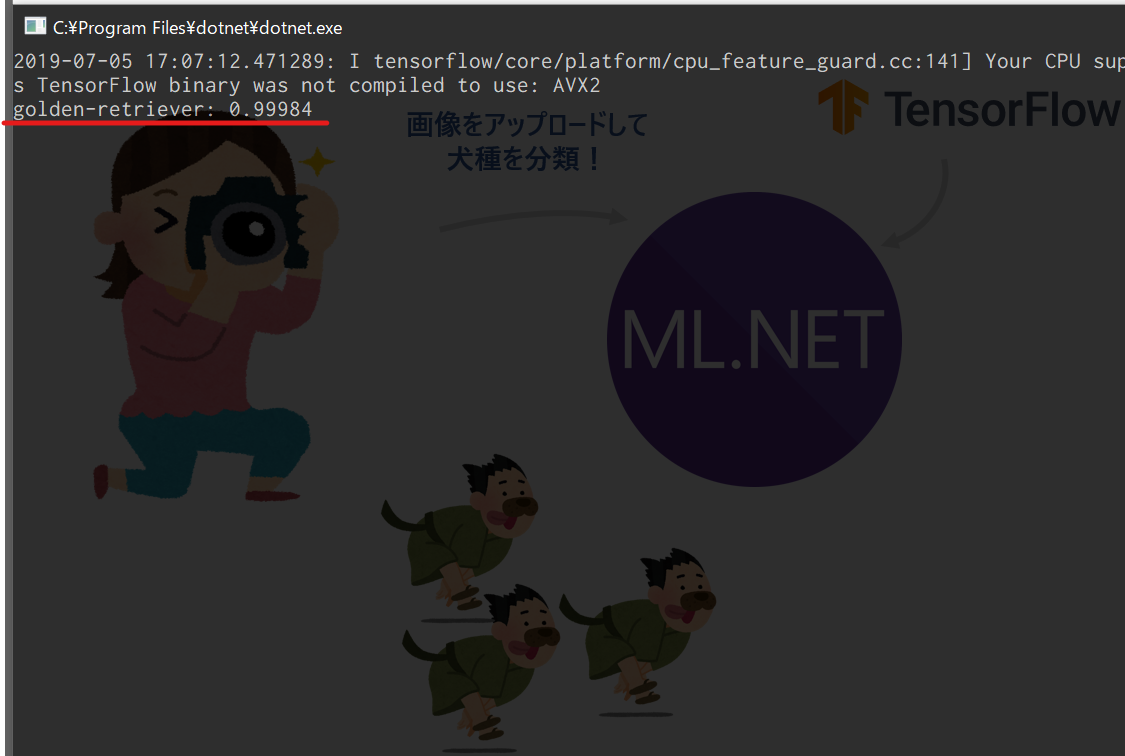 C:¥Program Files¥dotnet¥dotnet.exe
2019-07-05 17:07:12.471289: I tensorflow/core/platform/cpu_feature_guard.cc:141] Your CPU sup
s TensorFlow binary was not compiled to use: AVX2
golden-retriever: 0.99984
画像をアップロードして
犬種を分類！
TensorFlow
ML.NET